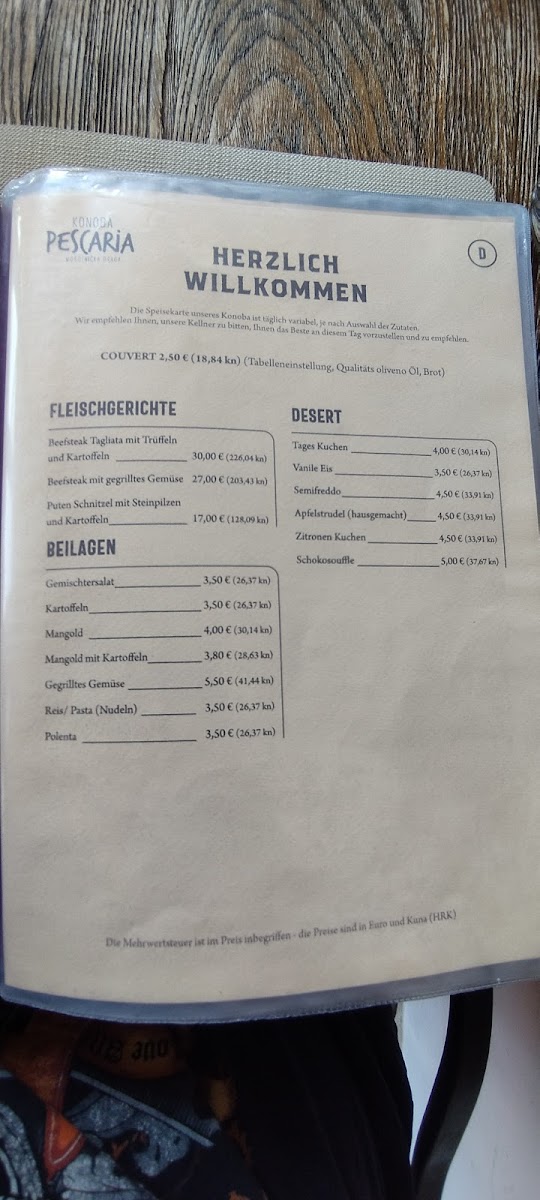 KONOBA
PESCARIA
D
HERZLICH
WILLKOMMEN
Die Speisekarte unseres Konoba ist täglich variabel, je nach Auswahl der Zutaten.
Wir empfehlen Ihnen, unsere Kellner zu bitten, Ihnen das Beste an diesem Tag vorzustellen und zu empfehlen.
COUVERT 2,50 € (18,84 kn) (Tabelleneinstellung, Qualitäts oliveno Öl, Brot)
FLEISCHGERICHTE
Beefsteak Tagliata mit Trüffeln
und Kartoffeln 30,00 € (226,04 kn)
Beefsteak mit gegrilltes Gemüse 27,00 € (203,43 kn)
Puten Schnitzel mit Steinpilzen
und Kartoffeln 17,00 € (128,09 kn)
BEILAGEN
Gemischtersalat 3,50 € (26,37 kn)
Kartoffeln 3,50 € (26,37 kn)
Mangold 4,00 € (30,14 kn)
Mangold mit Kartoffeln 3,80 € (28,63 kn)
Gegrilltes Gemüse 5,50 € (41,44 kn)
Reis/ Pasta (Nudeln) 3,50 € (26,37 kn)
Polenta 3,50 € (26,37 kn)
DESERT
Tages Kuchen 4,00 € (30,14 kn)
Vanile Eis 3,50 € (26,37 kn)
Semifreddo 4,50 € (33,91 kn)
Apfelstrudel (hausgemacht) 4,50 € (33,91 kn)
Zitronen Kuchen 4,50 € (33,91 kn)
Schokosouffle 5,00 € (37,67 kn)
Die Mehrwertsteuer ist im Preis inbegriffen - die Preise sind in Euro und Kuna (HRK)